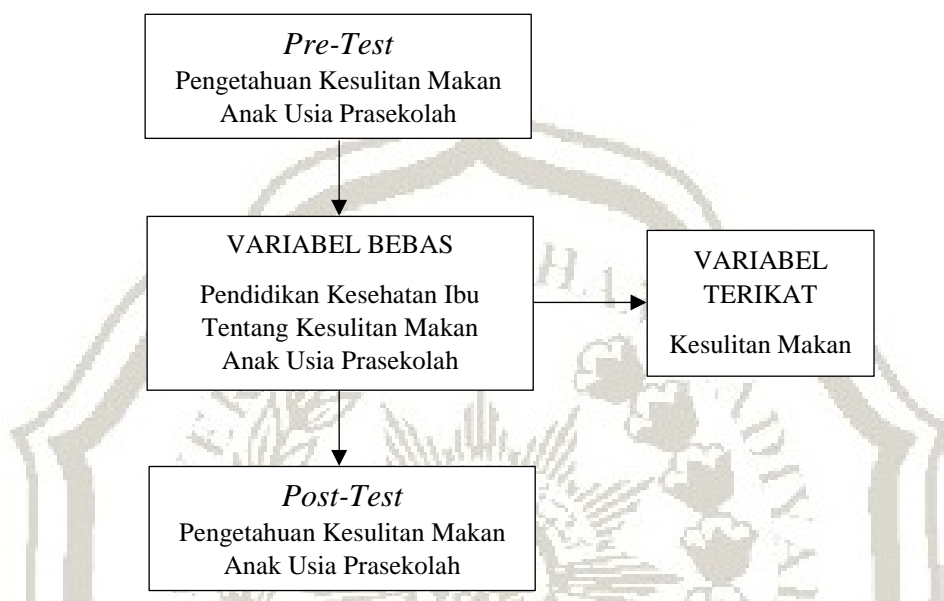 Pre-Test
Pengetahuan Kesulitan Makan
Anak Usia Prasekolah
VARIABEL BEBAS
Pendidikan Kesehatan Ibu
Tentang Kesulitan Makan
Anak Usia Prasekolah
VARIABEL
TERIKAT
Kesulitan Makan
Post-Test
Pengetahuan Kesulitan Makan
Anak Usia Prasekolah